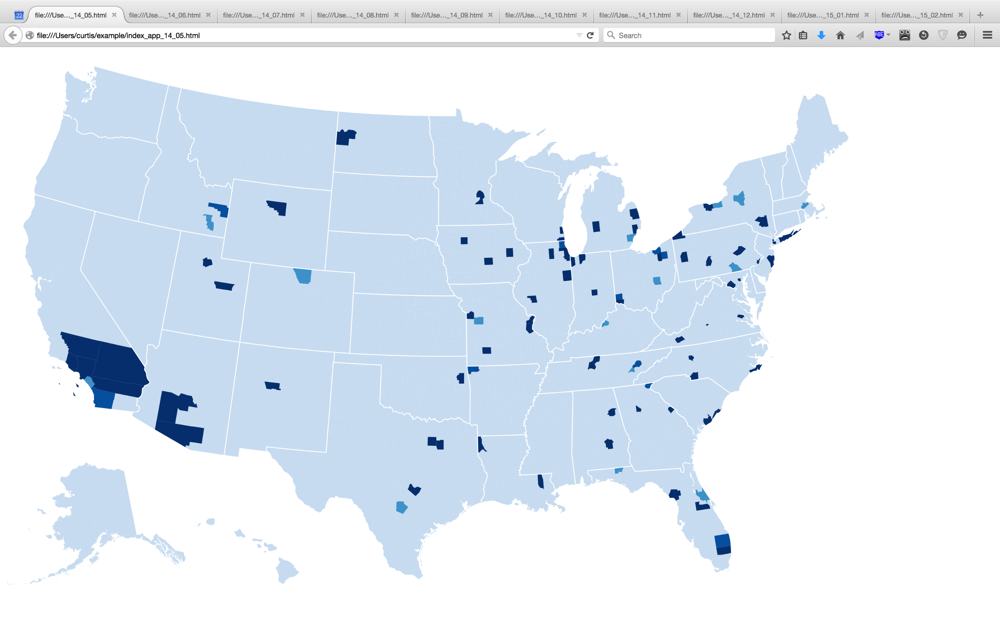 22 file:///Use..._14_05.html file:///Use..._14_06.html file:///Use..._14_07.html file:///Use..._14_08.html file:///Use..._14_09.html file:///Use..._14_10.html file:///Use..._14_11.html file:///Use..._14_12.html file:///Use..._15_01.html file:///Use..._15_02.html
file:///Users/curtis/example/index_app_14_05.html Search ABE